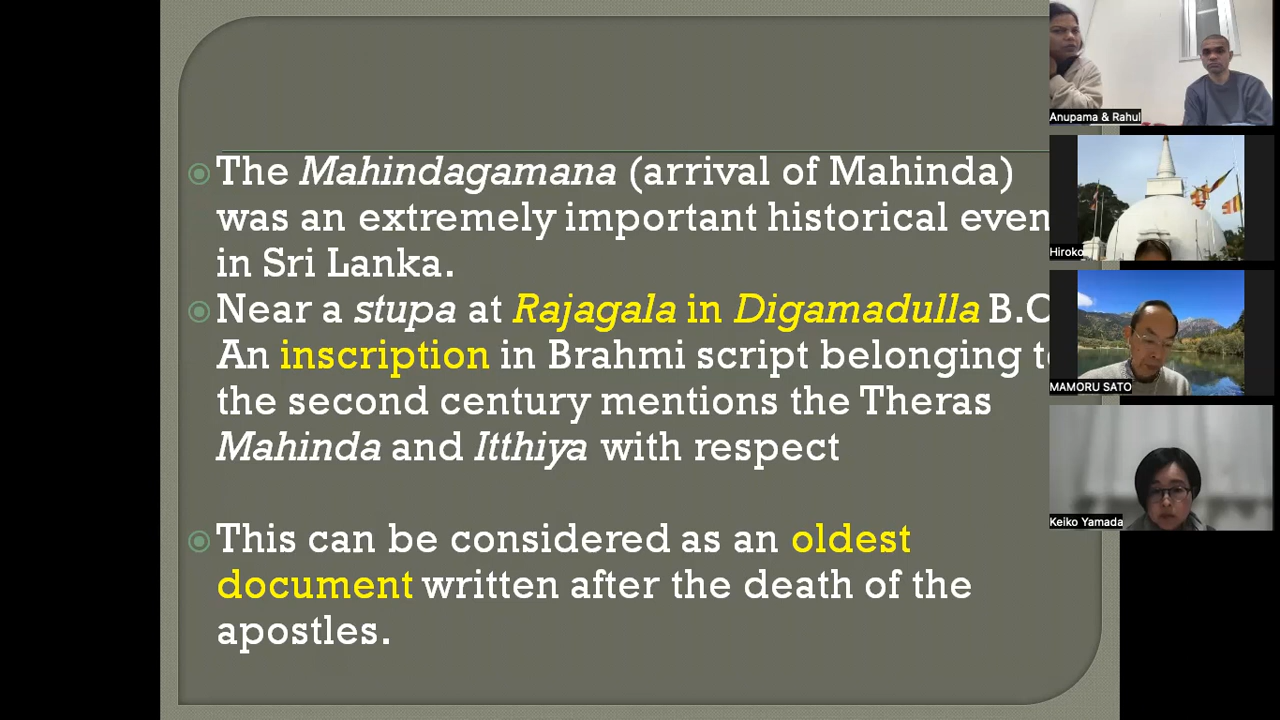 The Mahindagamana (arrival of Mahinda)
was an extremely important historical even
in Sri Lanka.
Near a stupa at Rajagala in Digamadulla B.C
An inscription in Brahmi script belonging to
the second century mentions the Theras
Mahinda and Itthiya with respect
This can be considered as an oldest
document written after the death of the
apostles.
Anupama & Rahul
Hiroko
MAMORU SATO
Keiko Yamada